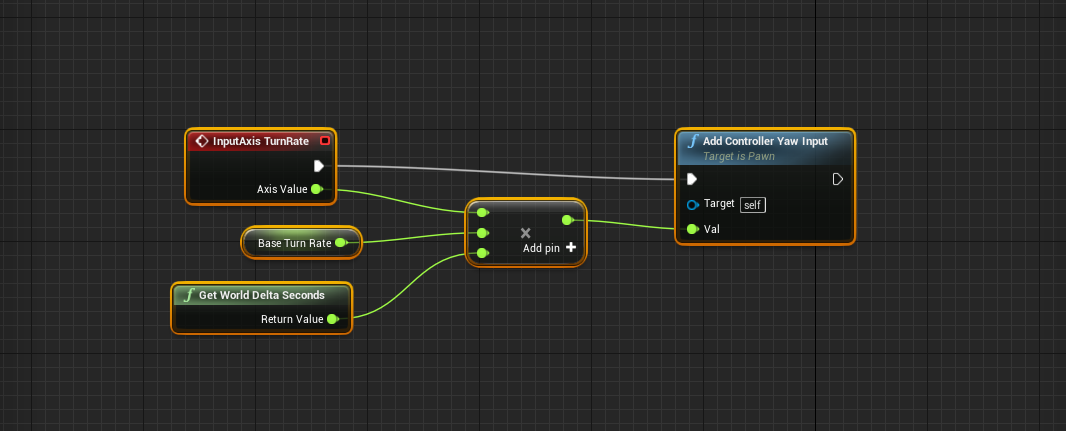 InputAxis TurnRate
Axis Value
Base Turn Rate
Get World Delta Seconds
Return Value
Add pin
Add Controller Yaw Input
Target is Pawn
Target self
Val